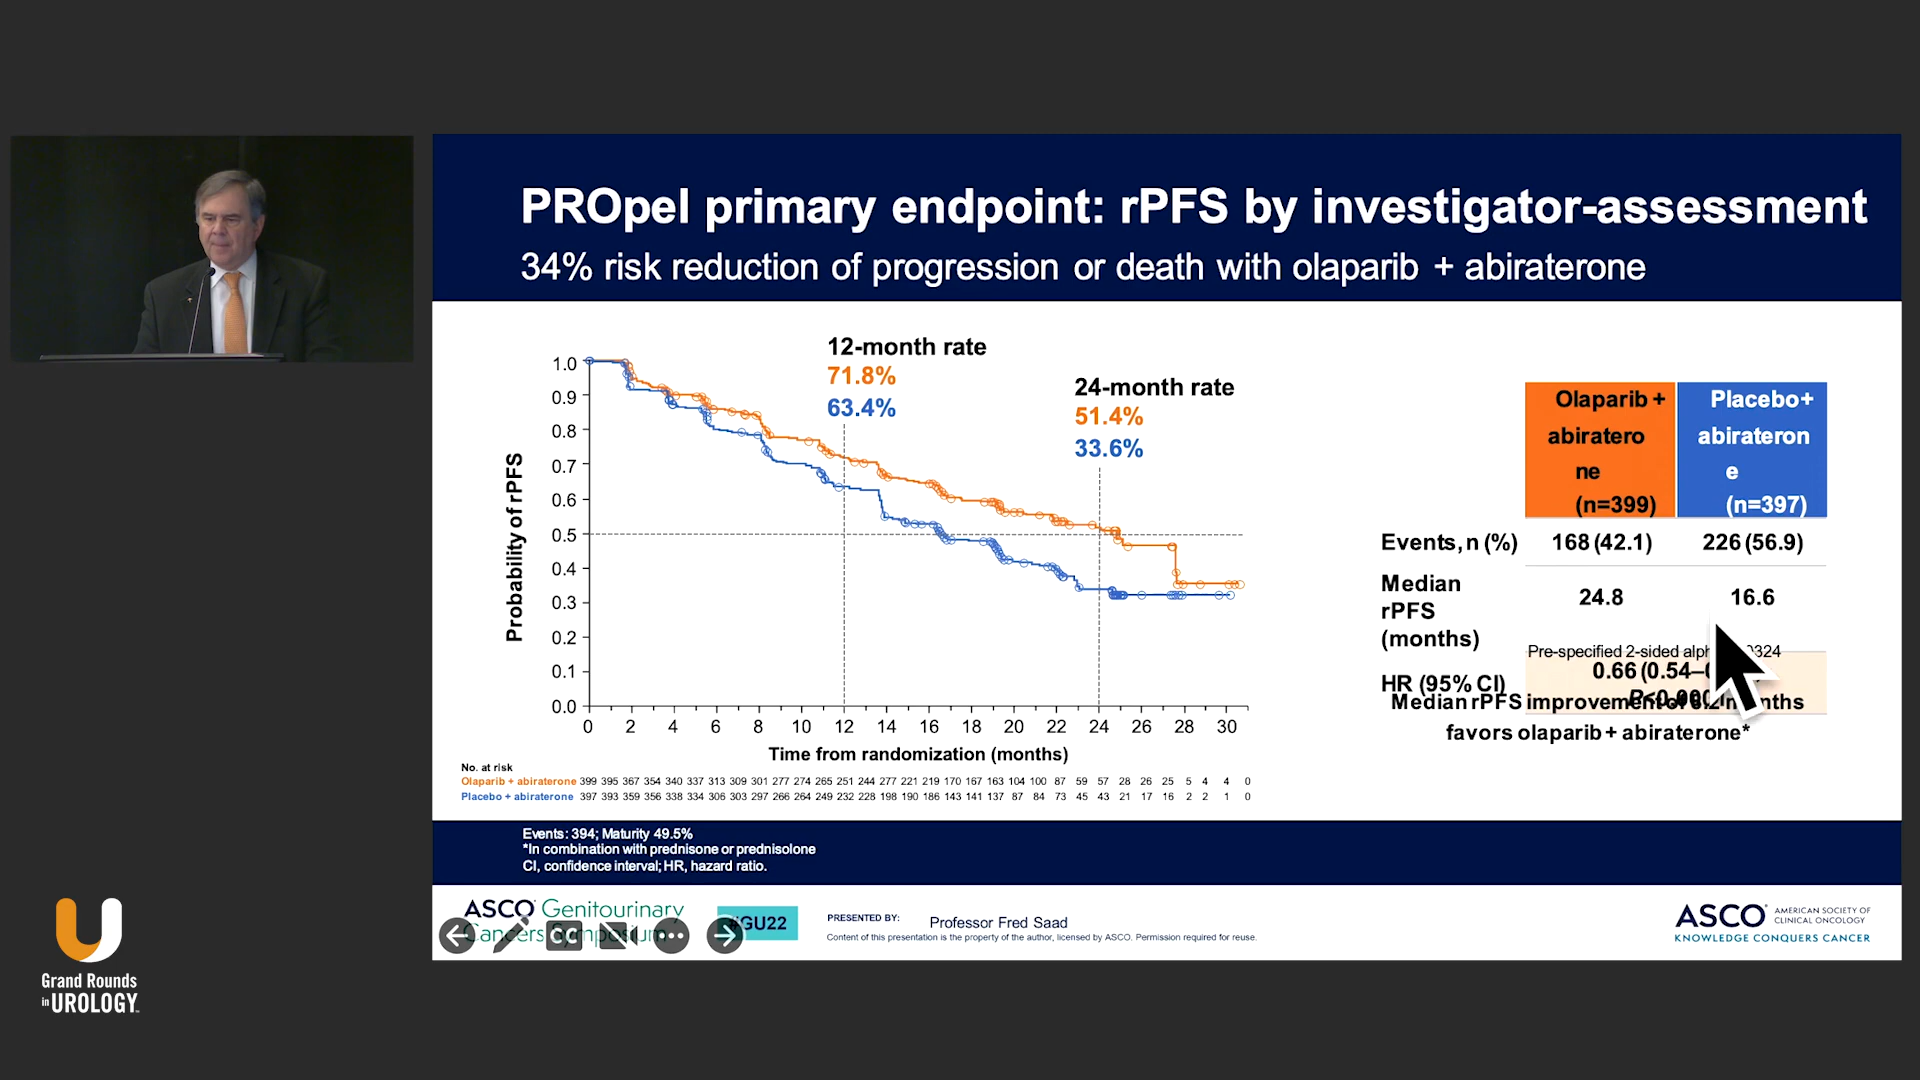 PROpel primary endpoint: rPFS by investigator-assessment
34% risk reduction of progression or death with olaparib + abiraterone
12-month rate
71.8%
63.4%
24-month rate
51.4%
33.6%
Probability of rPFS
1.0
0.9
0.8
0.7
0.6
0.5
0.4
0.3
0.2
0.1
0.0
0 2 4 6 8 10 12 14 16 18 20 22 24 26 28 30
Time from randomization (months)
No. at risk
Olaparib + abiraterone 399 395 367 354 340 337 313 309 301 277 274 265 251 244 277 221 219 170 167 163 104 100 87 59 57 28 26 25 5 4 4 0
Placebo + abiraterone 397 393 359 356 338 334 306 303 297 266 264 249 232 228 198 190 186 143 141 137 87 84 73 45 43 21 17 16 2 2 1 0
Olaparib +
abiratero
ne
(n=399)
Placebo+
abirateron
e
(n=397)
Events, n (%) 168 (42.1) 226 (56.9)
Median
rPFS
(months)
24.8 16.6
Pre-specified 2-sided
HR (95% CI)
0.66 (0.54–
Median rPFS improvement of
favors olaparib + abiraterone*
Events: 394; Maturity 49.5%
*In combination with prednisone or prednisolone
CI, confidence interval; HR, hazard ratio.
ASCO Genitourinary
Cancers Symposium
GU22
CC
PRESENTED BY: Professor Fred Saad
Content of this presentation is the property of the author, licensed by ASCO. Permission required for reuse.
ASCO AMERICAN SOCIETY OF
CLINICAL ONCOLOGY
KNOWLEDGE CONQUERS CANCER
Grand Rounds
in UROLOGY